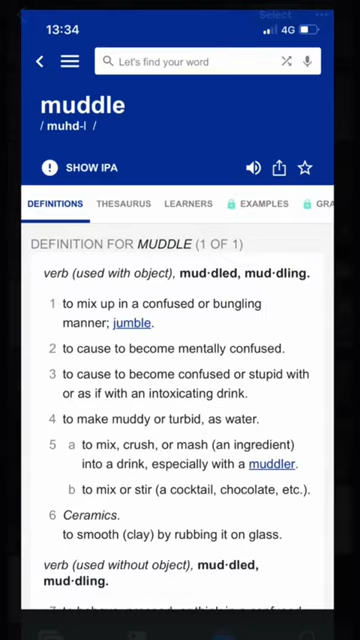 Select
13:34
4G
Let's find your word
muddle
/ muhd-l /
SHOW IPA
DEFINITIONS THESAURUS LEARNERS EXAMPLES GRA
DEFINITION FOR MUDDLE (1 OF 1)
verb (used with object), mud·dled, mud·dling.
1 to mix up in a confused or bungling
manner; jumble.
2 to cause to become mentally confused.
3 to cause to become confused or stupid with
or as if with an intoxicating drink.
4 to make muddy or turbid, as water.
5 a to mix, crush, or mash (an ingredient)
into a drink, especially with a muddler.
b to mix or stir (a cocktail, chocolate, etc.).
6 Ceramics.
to smooth (clay) by rubbing it on glass.
verb (used without object), mud·dled,
mud·dling.